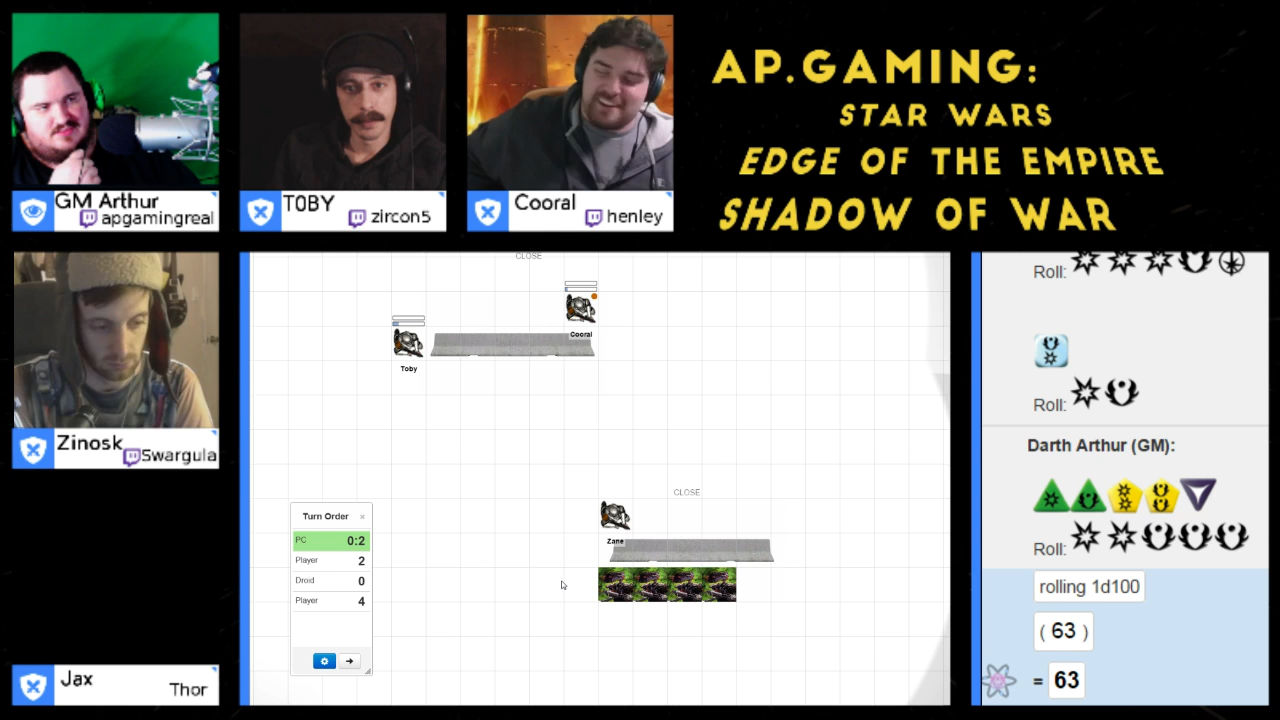 AP.GAMING:
STAR WARS
EDGE OF THE EMPIRE
SHADOW OF WAR
GM Arthur
apgamingreal
TOBY
zircon5
Cooral
henley
Zinosk
Swargula
Jax
Thor
CLOSE
Cooral
Toby
CLOSE
Zane
Turn Order ×
PC 0:2
Player 2
Droid 0
Player 4
Roll:
Roll:
Darth Arthur (GM):
Roll:
rolling 1d100
( 63 )
= 63